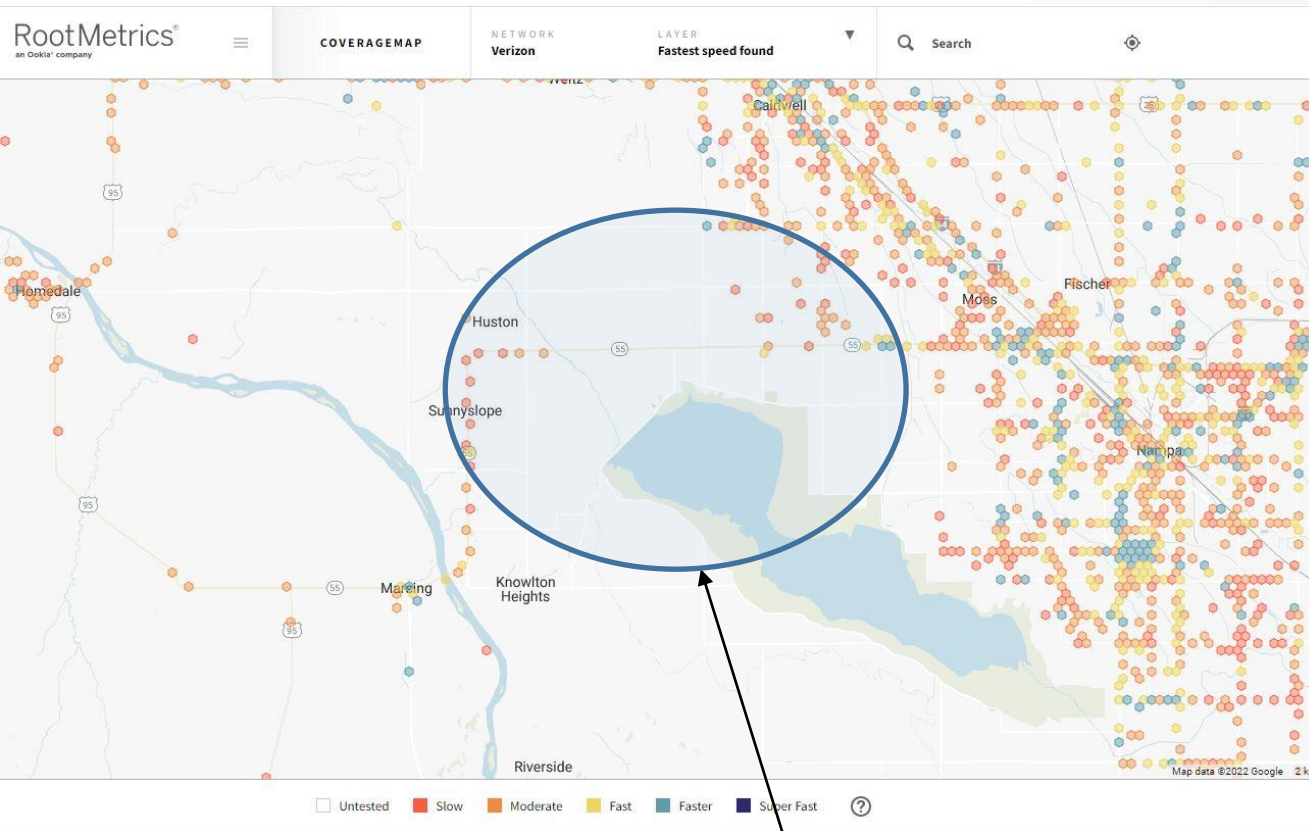 RootMetrics®
an Ookla® company
COVERAGEMAP
NETWORK
Verizon
LAYER
Fastest speed found
Search
Caldwell
95
Homedale
95
Huston
55
55
Moss
Fischer
Sunnyslope
Nampa
95
55
Marsing
Knowlton
Heights
95
Riverside
Map data ©2022 Google 2 k
Untested
Slow
Moderate
Fast
Faster
Super Fast
?